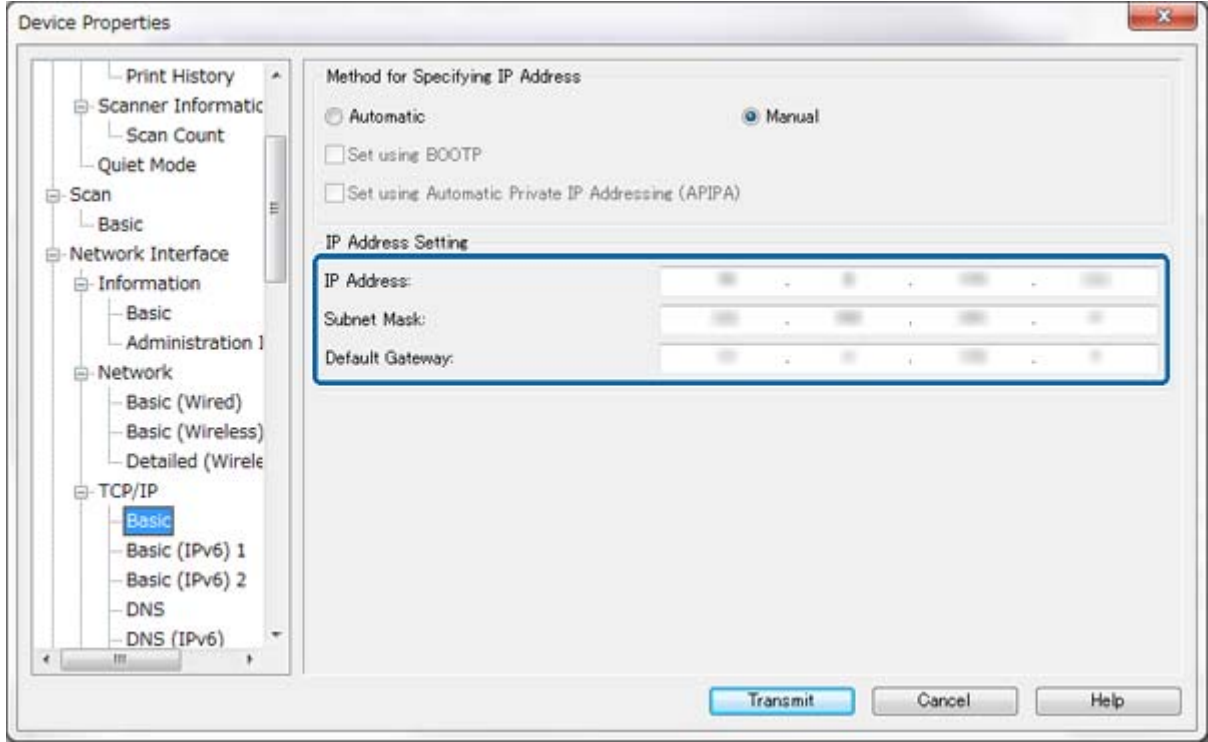 Device Properties
Print History
Scanner Informatic
Scan Count
Quiet Mode
Scan
Basic
Network Interface
Information
Basic
Administration I
Network
Basic (Wired)
Basic (Wireless)
Detailed (Wirele
TCP/IP
Basic
Basic (IPv6) 1
Basic (IPv6) 2
DNS
DNS (IPv6)
Method for Specifying IP Address
Automatic
Manual
Set using BOOTP
Set using Automatic Private IP Addressing (APIPA)
IP Address Setting
IP Address:
Subnet Mask:
Default Gateway:
Transmit
Cancel
Help